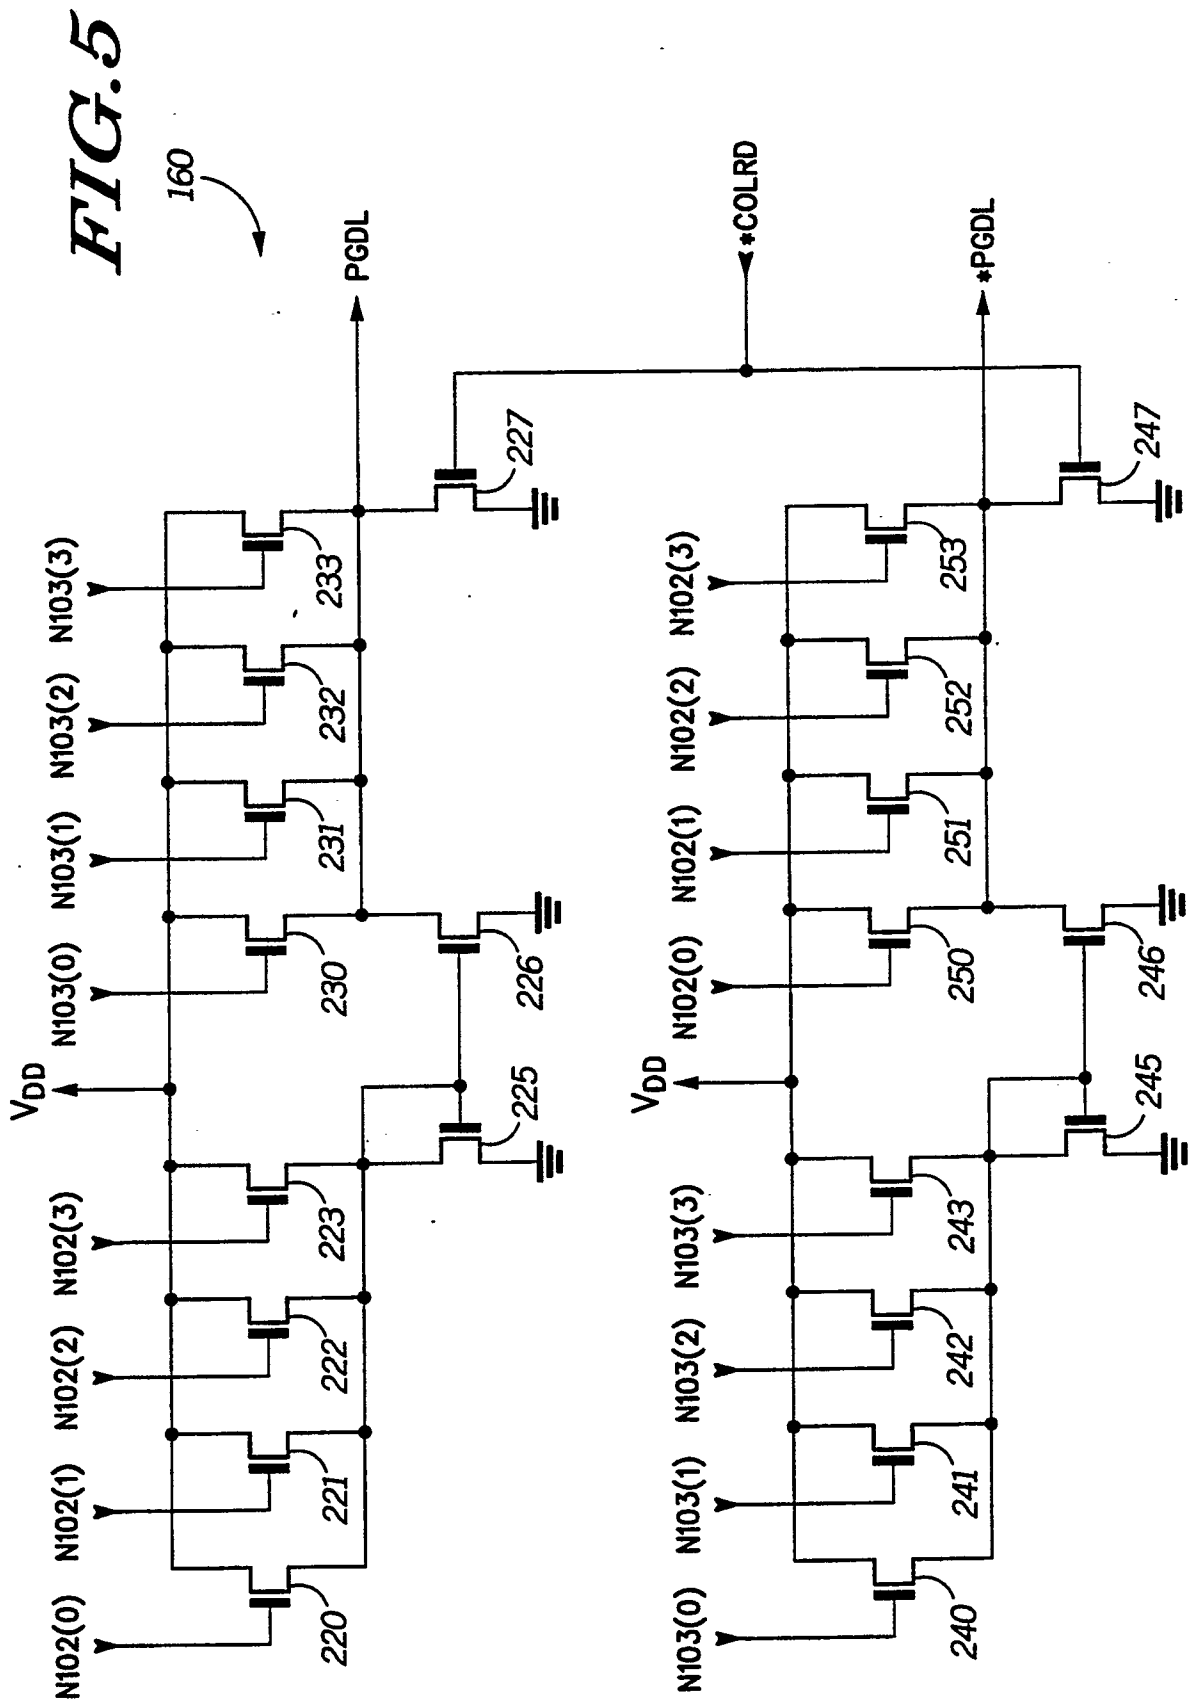 FIG.5
160
VDD
N102(0)
N102(1)
N102(2)
N102(3)
N103(0)
N103(1)
N103(2)
N103(3)
220
221
222
223
230
231
232
233
PGDL
225
226
227
*COLRD
VDD
N103(0)
N103(1)
N103(2)
N103(3)
N102(0)
N102(1)
N102(2)
N102(3)
240
241
242
243
250
251
252
253
*PGDL
245
246
247